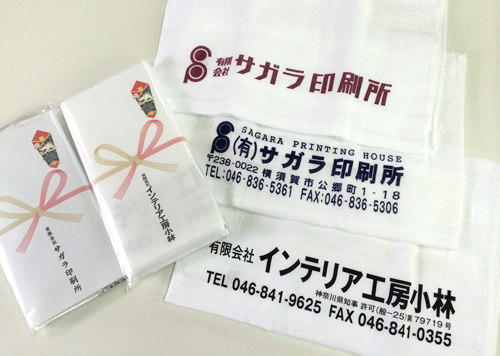 有限会社 サガラ印刷所
SAGARA PRINTING HOUSE
(有)サガラ印刷所
〒238-0022 横須賀市公郷町1-18
TEL:046-836-5361 FAX:046-836-5306
有限会社 インテリア工房小林
神奈川県知事 許可(般-25)第79719号
TEL 046-841-9625 FAX 046-841-0355
有限会社 サガラ印刷所
有限会社 インテリア工房小林